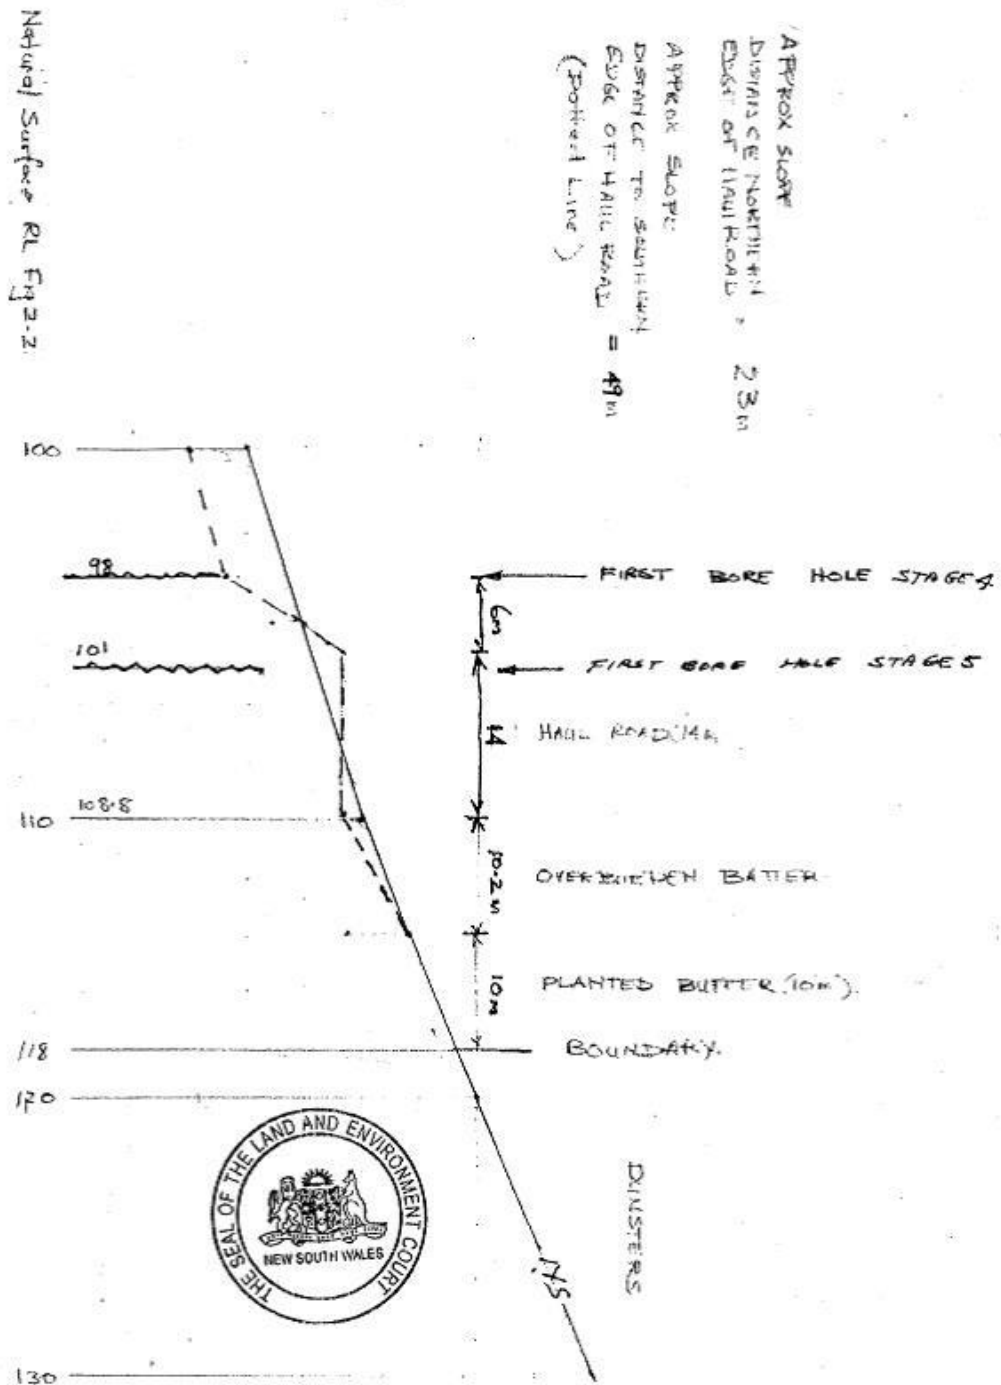 APPROX SLOPE
DISTANCE NORTHERN
EDGE OF HAULROAD = 23m
APPROX SLOPE
DISTANCE TO SOUTHERN
EDGE OF HAUL ROAD = 49m
(Dotted Line)
Natural Surface RL Fig 2-2
100
98
FIRST BORE HOLE STAGE 4
6m
101
FIRST BORE HOLE STAGE 5
14
HAUL ROAD 14m
108.8
110
10.2m
OVERBURDEN BATTER
10m
PLANTED BUFFER (10m).
118
BOUNDARY.
120
THE SEAL OF THE LAND AND ENVIRONMENT COURT
NEW SOUTH WALES
DUNSTERS
N.S
130